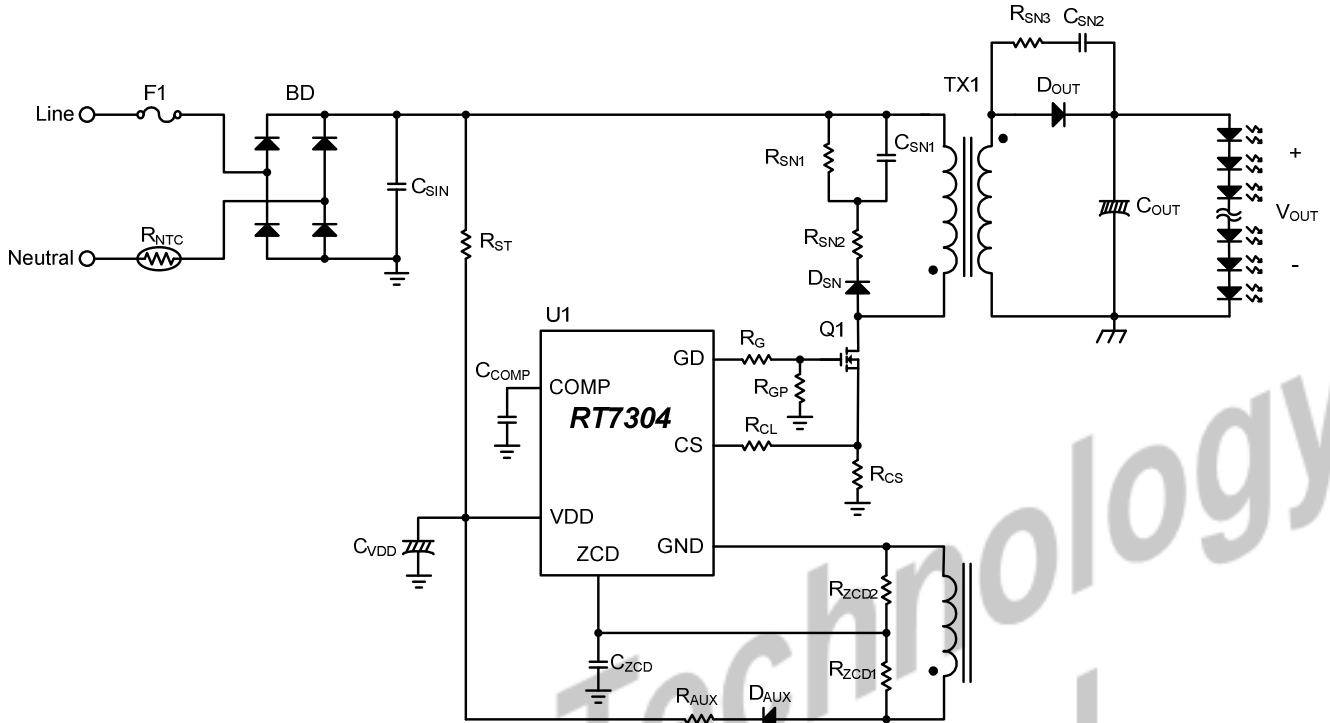 RSN3 CSN2
F1 BD TX1 DOUT
Line
RSN1 CSN1
CSIN
+
COUT VOUT
RNTC
RST RSN2
Neutral
DSN
-
U1 Q1
RG
GD
CCOMP
COMP RGP
RT7304
RCL
CS
RCS
VDD
CVDD
ZCD GND
RZCD2
CZCD RZCD1
RAUX DAUX
Technology